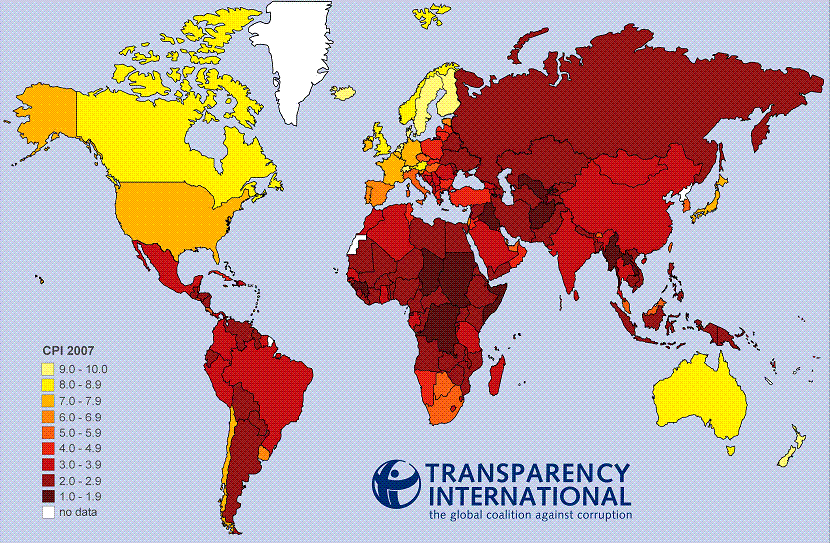 CPI 2007
9.0 - 10.0
8.0 - 8.9
7.0 - 7.9
6.0 - 6.9
5.0 - 5.9
4.0 - 4.9
3.0 - 3.9
2.0 - 2.9
1.0 - 1.9
no data
TRANSPARENCY
INTERNATIONAL
the global coalition against corruption